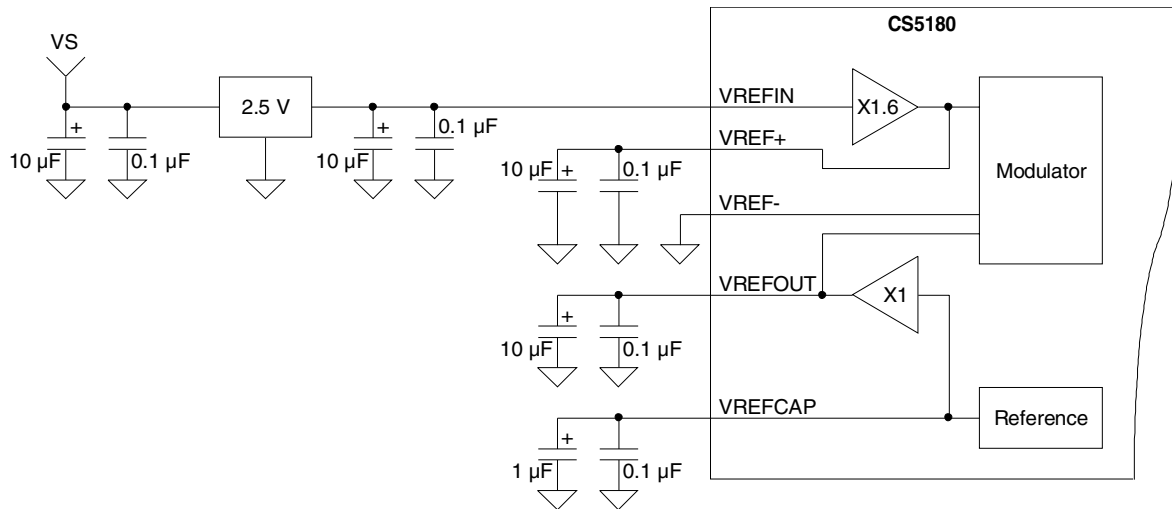 CS5180
VS
2.5 V
+
10 µF
0.1 µF
+
10 µF
0.1 µF
VREFIN
X1.6
VREF+
10 µF
+
0.1 µF
VREF-
Modulator
VREFOUT
X1
+
10 µF
0.1 µF
VREFCAP
Reference
+
1 µF
0.1 µF